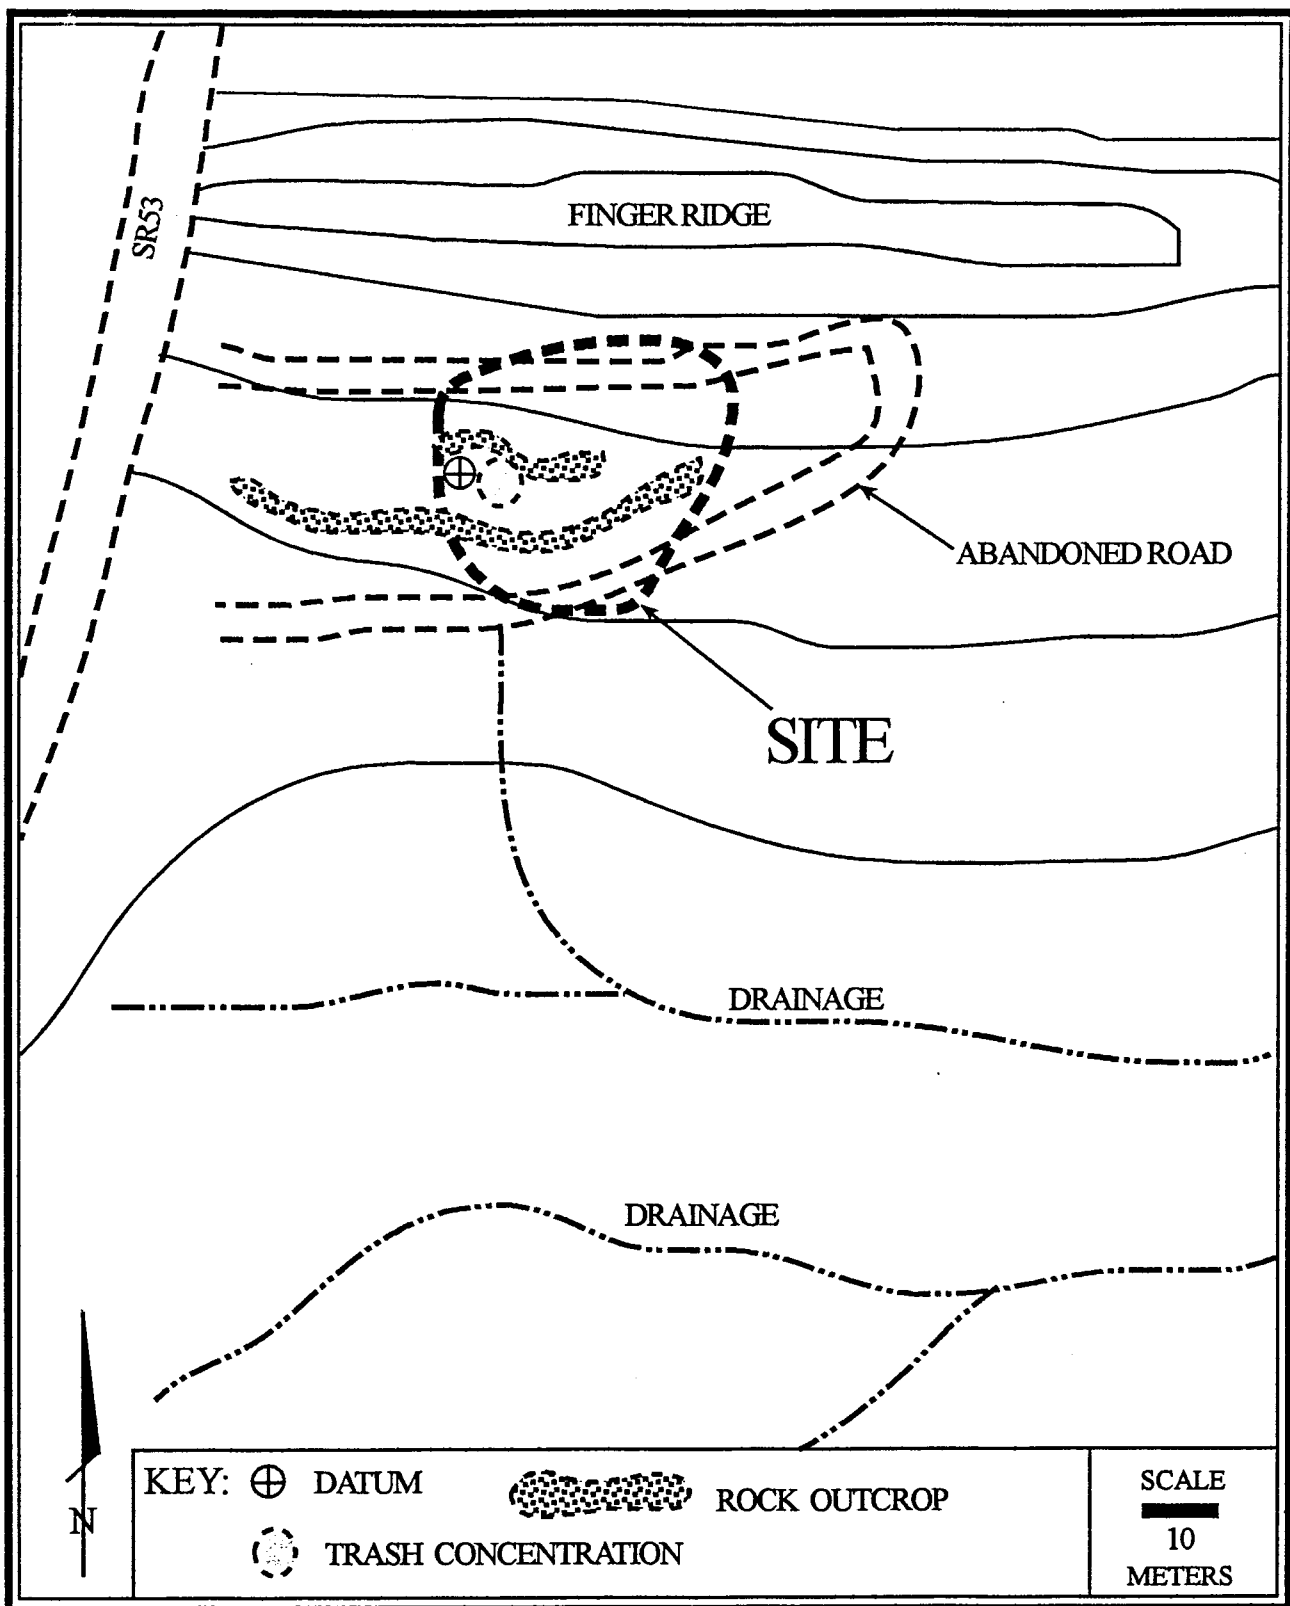 SR53
FINGER RIDGE
ABANDONED ROAD
SITE
DRAINAGE
DRAINAGE
N
KEY: DATUM
ROCK OUTCROP
TRASH CONCENTRATION
SCALE
10
METERS